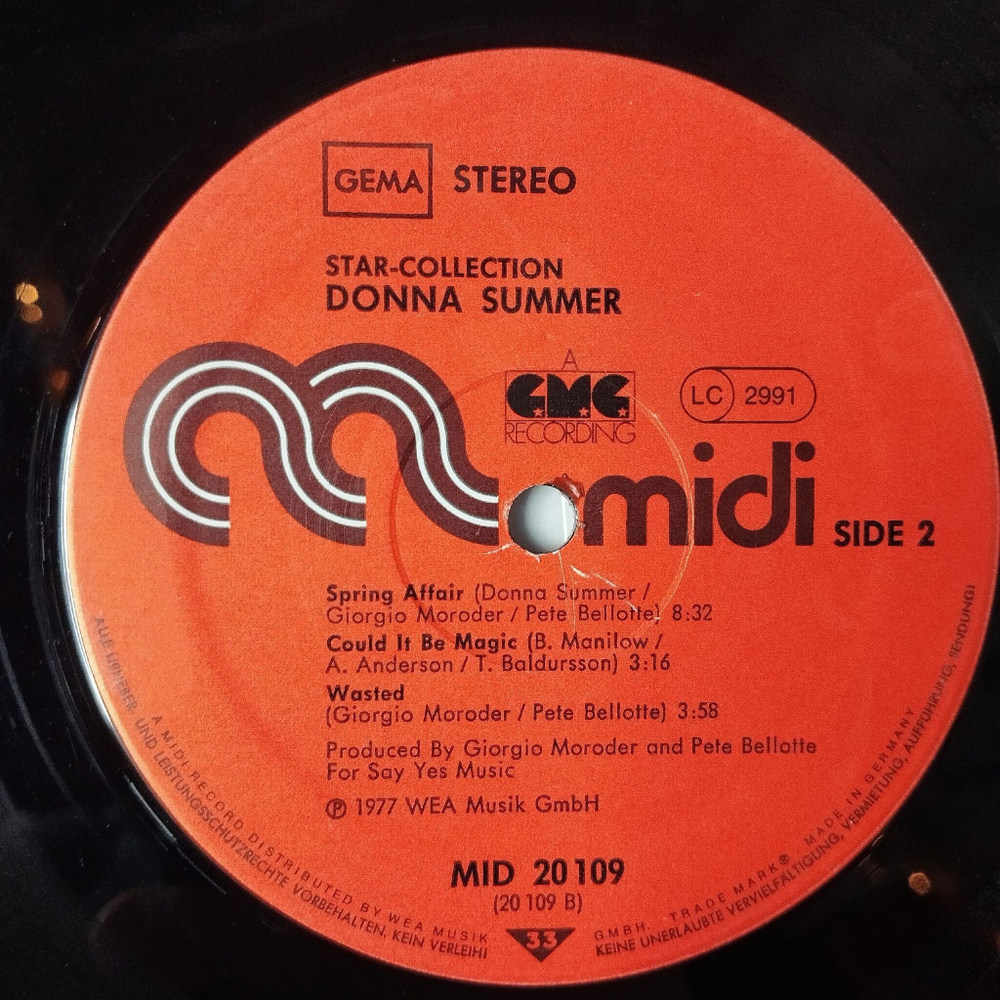 GEMA STEREO
STAR-COLLECTION
DONNA SUMMER
A
G.M.G.
RECORDING
LC 2991
midi SIDE 2
Spring Affair (Donna Summer /
Giorgio Moroder / Pete Bellotte) 8:32
Could It Be Magic (B. Manilow /
A. Anderson / T. Baldursson) 3:16
Wasted
(Giorgio Moroder / Pete Bellotte) 3:58
Produced By Giorgio Moroder and Pete Bellotte
For Say Yes Music
℗ 1977 WEA Musik GmbH
MID 20 109
(20 109 B)
33
A MIDI RECORD DISTRIBUTED BY WEA MUSIK GMBH. TRADE MARK® MADE IN GERMANY
ALLE URHEBER- UND LEISTUNGSSCHUTZRECHTE VORBEHALTEN. KEIN VERLEIH! KEINE UNERLAUBTE VERVIELFÄLTIGUNG, VERMIETUNG, AUFFÜHRUNG, SENDUNG!